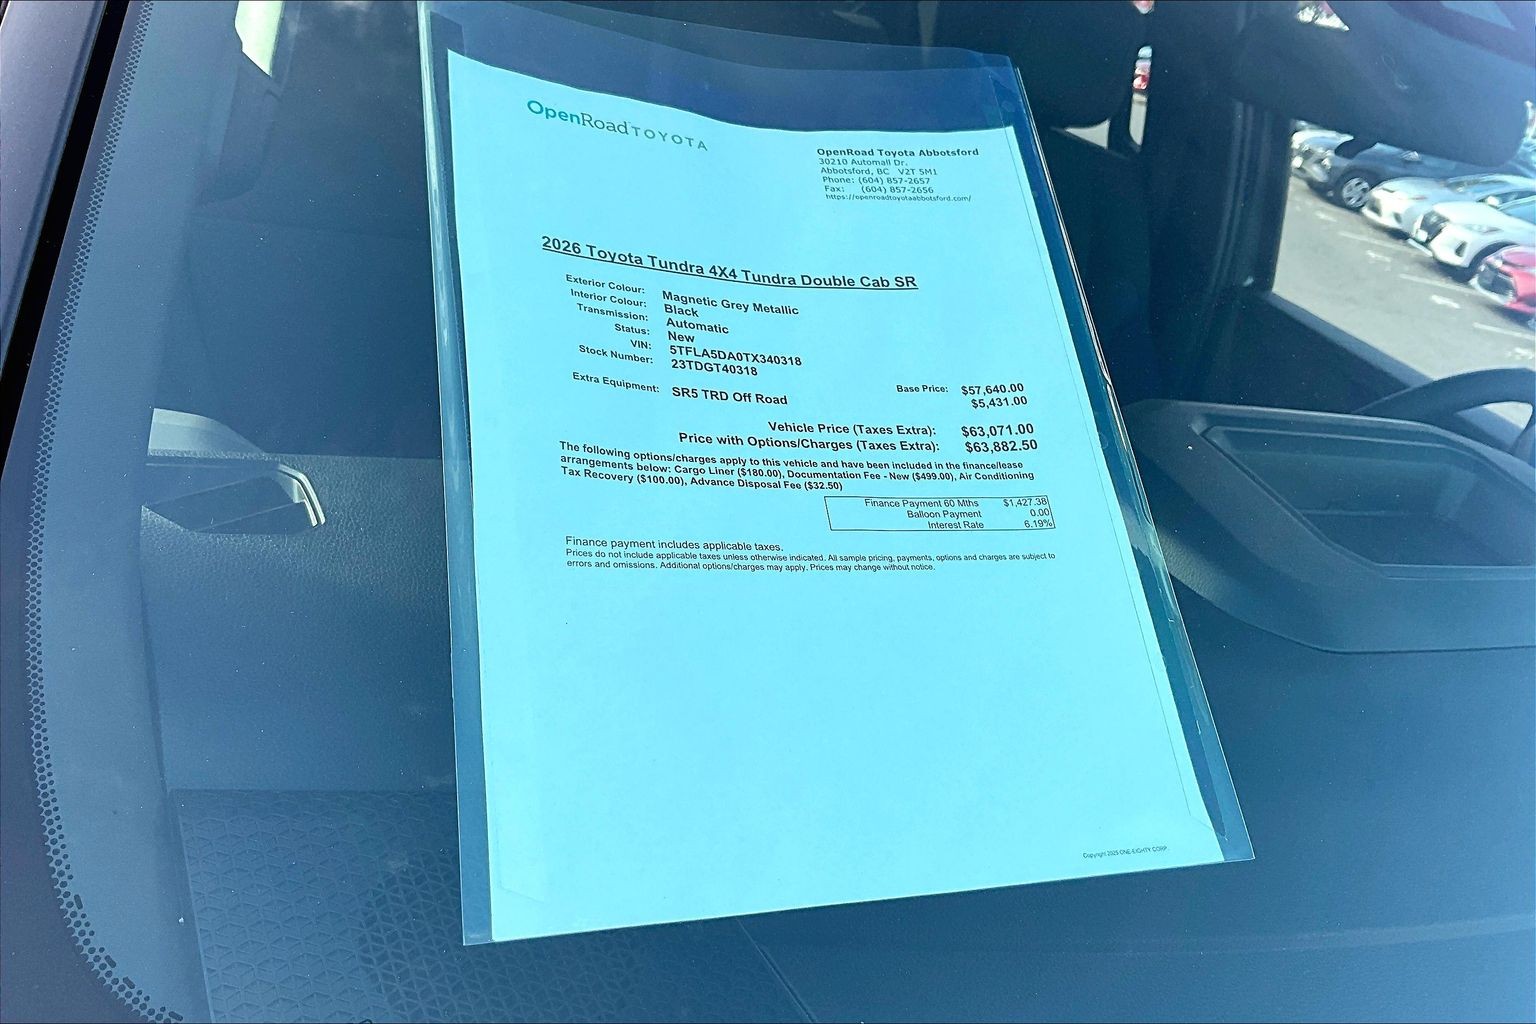 OpenRoad TOYOTA
OpenRoad Toyota Abbotsford
30210 Automall Dr.
Abbotsford, BC V2T 5M1
Phone: (604) 857-2657
Fax: (604) 857-2656
https://openroadtoyotaabbotsford.com/
2026 Toyota Tundra 4X4 Tundra Double Cab SR
Exterior Colour: Magnetic Grey Metallic
Interior Colour: Black
Transmission: Automatic
Status: New
VIN: 5TFLA5DA0TX340318
Stock Number: 23TDGT40318
Base Price: $57,640.00
Extra Equipment: SR5 TRD Off Road $5,431.00
Vehicle Price (Taxes Extra): $63,071.00
Price with Options/Charges (Taxes Extra): $63,882.50
The following options/charges apply to this vehicle and have been included in the finance/lease
arrangements below: Cargo Liner ($180.00), Documentation Fee - New ($499.00), Air Conditioning
Tax Recovery ($100.00), Advance Disposal Fee ($32.50)
Finance Payment 60 Mths $1,427.38
Balloon Payment 0.00
Interest Rate 6.19%
Finance payment includes applicable taxes.
Prices do not include applicable taxes unless otherwise indicated. All sample pricing, payments, options and charges are subject to
errors and omissions. Additional options/charges may apply. Prices may change without notice.
Copyright 2025 ONE-EIGHTY CORP.